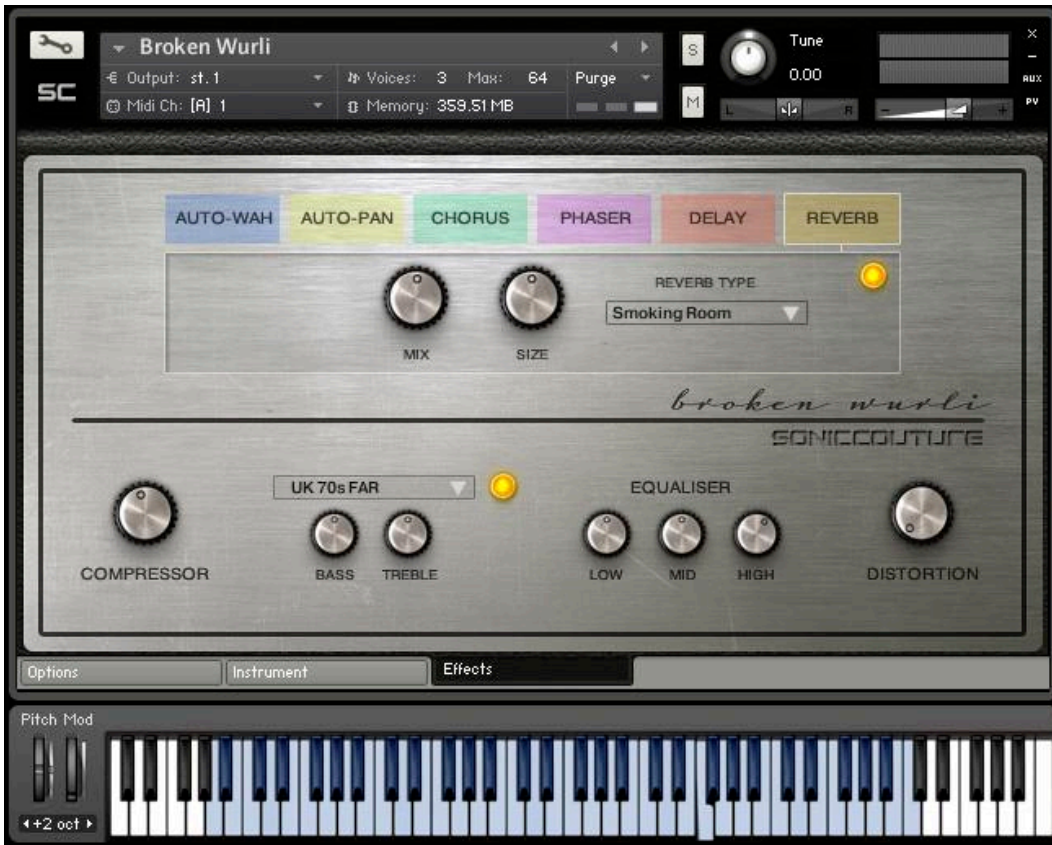 Broken Wurli
S
Tune
×
–
Output: st. 1
Voices: 3 Max: 64
Purge
0.00
AUX
SC
Midi Ch: [A] 1
Memory: 359.51 MB
M
L
R
-
+
PV
AUTO-WAH
AUTO-PAN
CHORUS
PHASER
DELAY
REVERB
REVERB TYPE
Smoking Room
MIX
SIZE
broken wurli
SONICCOUTURE
UK 70s FAR
EQUALISER
COMPRESSOR
BASS
TREBLE
LOW
MID
HIGH
DISTORTION
Options
Instrument
Effects
Pitch Mod
+2 oct